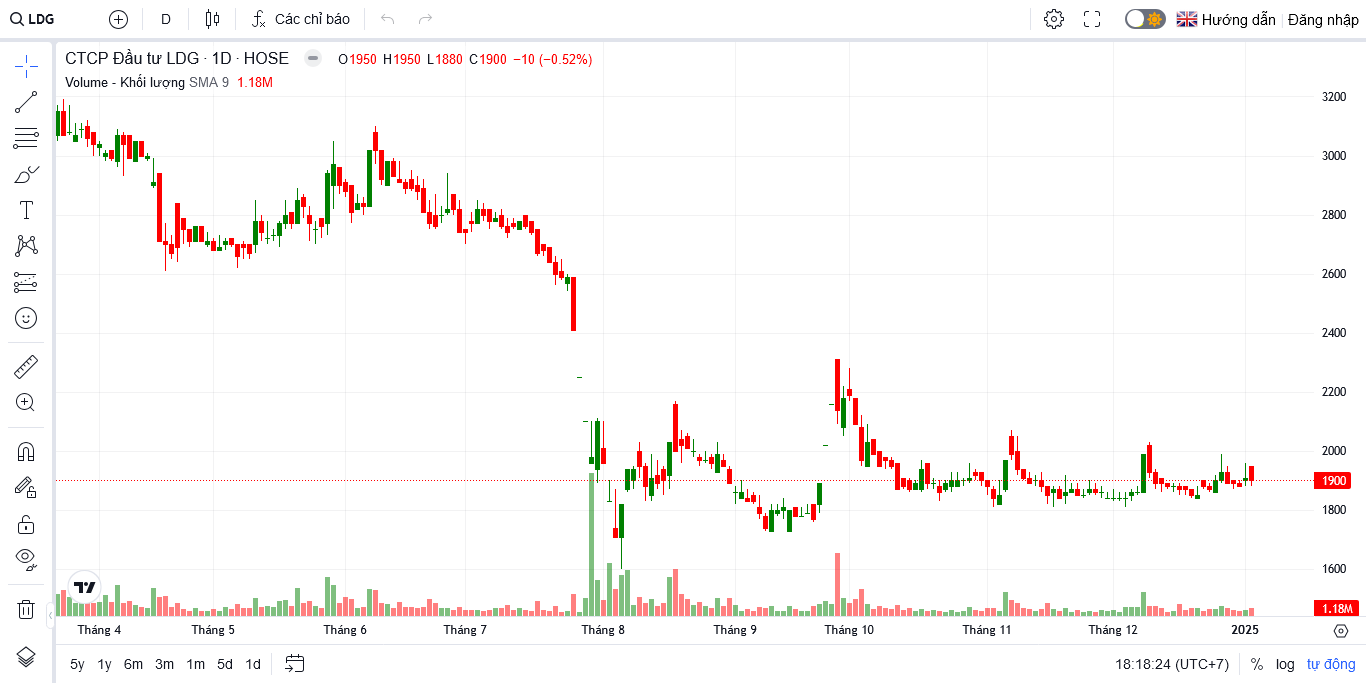 LDG D Các chỉ báo Hướng dẫn Đăng nhập
CTCP Đầu tư LDG · 1D · HOSE O1950 H1950 L1880 C1900 −10 (−0.52%)
Volume - Khối lượng SMA 9 1.18M
3200
3000
2800
2600
2400
2200
2000
1900
1800
1600
1.18M
Tháng 4 Tháng 5 Tháng 6 Tháng 7 Tháng 8 Tháng 9 Tháng 10 Tháng 11 Tháng 12 2025
5y 1y 6m 3m 1m 5d 1d 18:18:24 (UTC+7) % log tự động